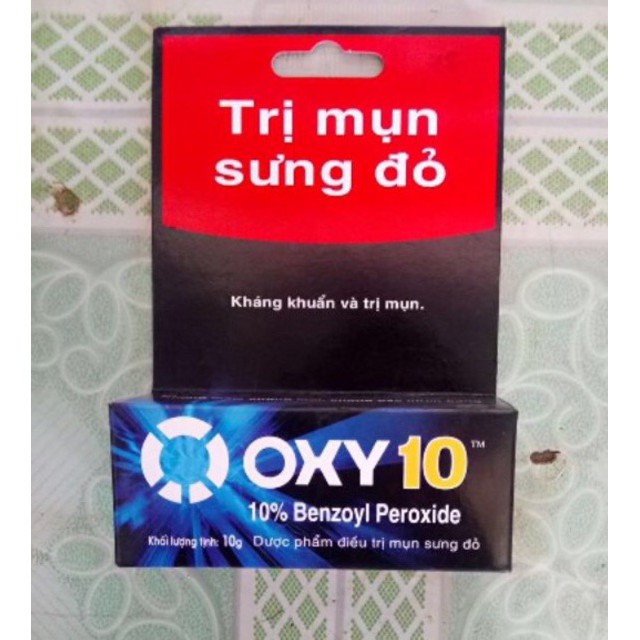 Trị mụn
sưng đỏ
Kháng khuẩn và trị mụn.
OXY 10™
10% Benzoyl Peroxide
Khối lượng tịnh: 10g Dược phẩm điều trị mụn sưng đỏ